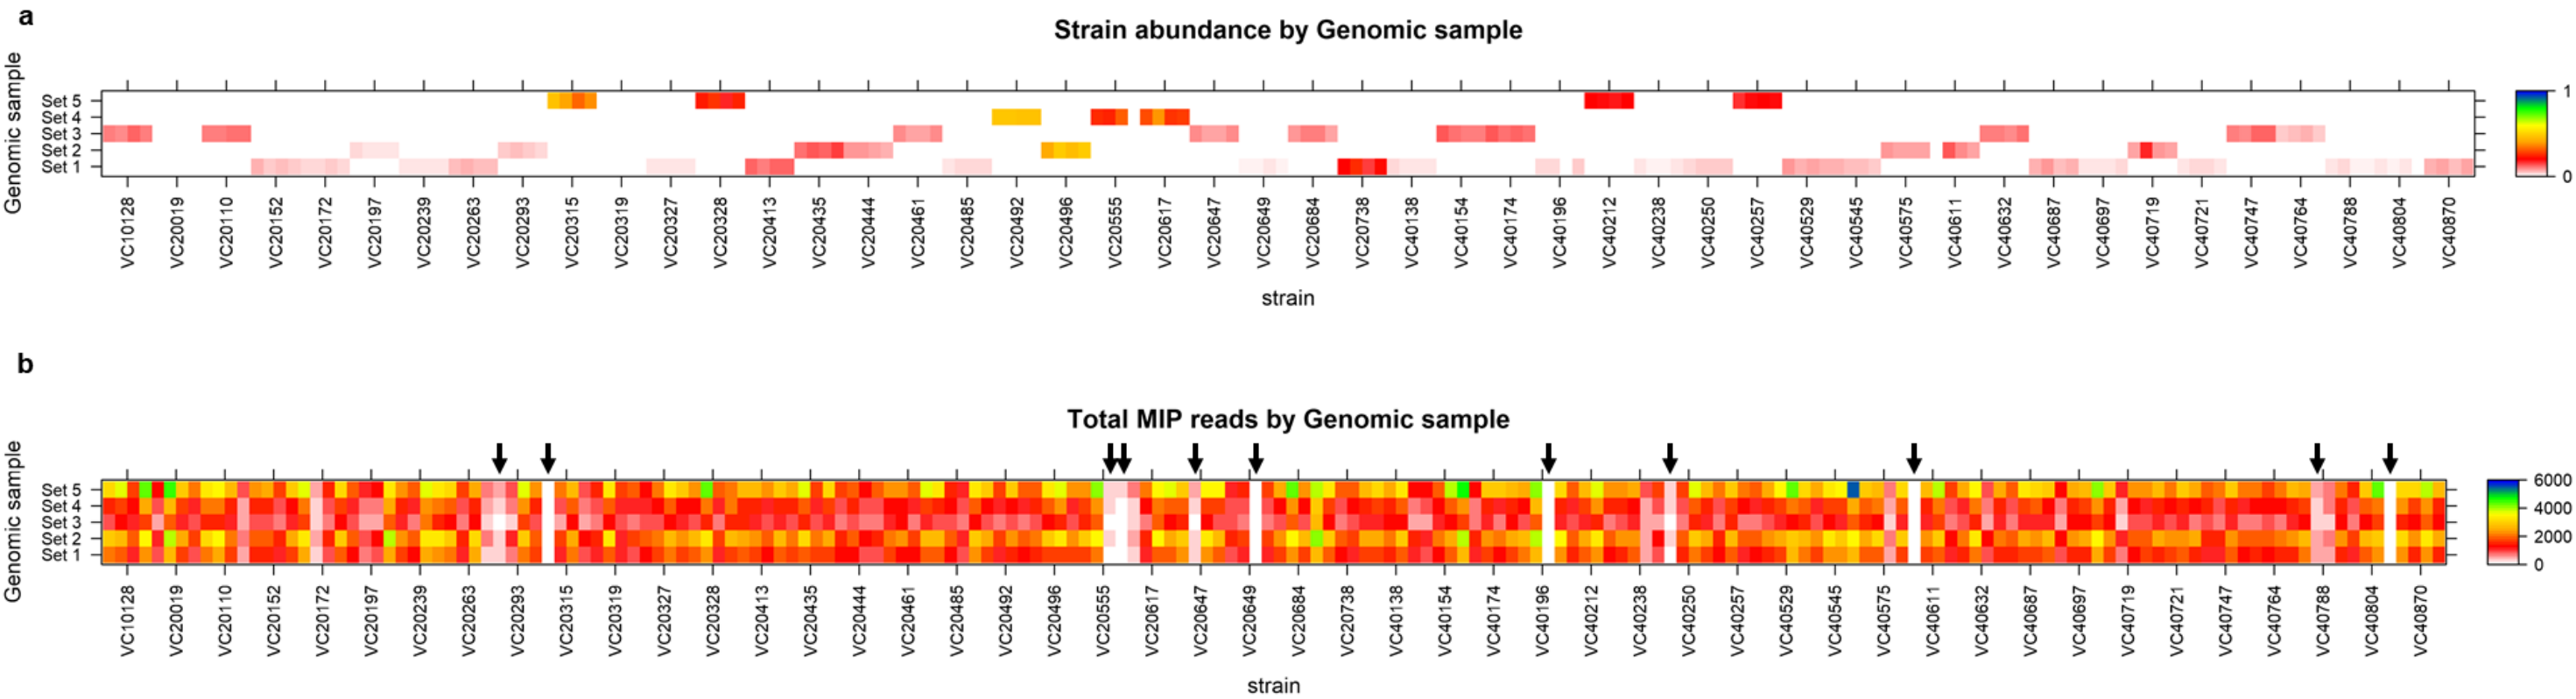 a
Strain abundance by Genomic sample
Genomic sample
Set 5
Set 4
Set 3
Set 2
Set 1
1
0
VC10128 VC20019 VC20110 VC20152 VC20172 VC20197 VC20239 VC20263 VC20293 VC20315 VC20319 VC20327 VC20328 VC20413 VC20435 VC20444 VC20461 VC20485 VC20492 VC20496 VC20555 VC20617 VC20647 VC20649 VC20684 VC20738 VC40138 VC40154 VC40174 VC40196 VC40212 VC40238 VC40250 VC40257 VC40529 VC40545 VC40575 VC40611 VC40632 VC40687 VC40697 VC40719 VC40721 VC40747 VC40764 VC40788 VC40804 VC40870
strain
b
Total MIP reads by Genomic sample
Genomic sample
Set 5
Set 4
Set 3
Set 2
Set 1
6000
4000
2000
0
VC10128 VC20019 VC20110 VC20152 VC20172 VC20197 VC20239 VC20263 VC20293 VC20315 VC20319 VC20327 VC20328 VC20413 VC20435 VC20444 VC20461 VC20485 VC20492 VC20496 VC20555 VC20617 VC20647 VC20649 VC20684 VC20738 VC40138 VC40154 VC40174 VC40196 VC40212 VC40238 VC40250 VC40257 VC40529 VC40545 VC40575 VC40611 VC40632 VC40687 VC40697 VC40719 VC40721 VC40747 VC40764 VC40788 VC40804 VC40870
strain